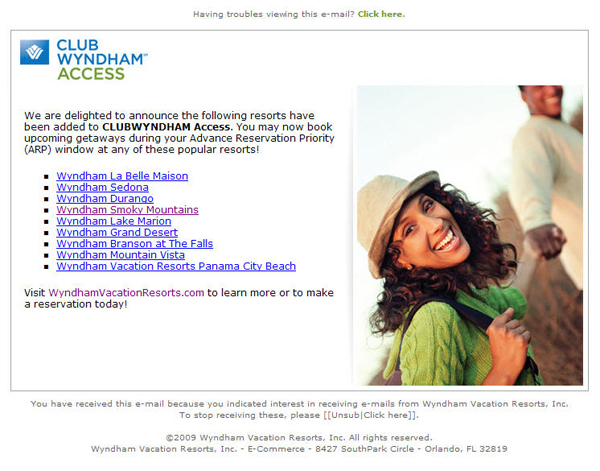 Having troubles viewing this e-mail? Click here.
CLUB
WYNDHAM℠
ACCESS
We are delighted to announce the following resorts have
been added to CLUBWYNDHAM Access. You may now book
upcoming getaways during your Advance Reservation Priority
(ARP) window at any of these popular resorts!
Wyndham La Belle Maison
Wyndham Sedona
Wyndham Durango
Wyndham Smoky Mountains
Wyndham Lake Marion
Wyndham Grand Desert
Wyndham Branson at The Falls
Wyndham Mountain Vista
Wyndham Vacation Resorts Panama City Beach
Visit WyndhamVacationResorts.com to learn more or to make
a reservation today!
You have received this e-mail because you indicated interest in receiving e-mails from Wyndham Vacation Resorts, Inc.
To stop receiving these, please [[Unsub|Click here]].
©2009 Wyndham Vacation Resorts, Inc. All rights reserved.
Wyndham Vacation Resorts, Inc. - E-Commerce - 8427 SouthPark Circle - Orlando, FL 32819